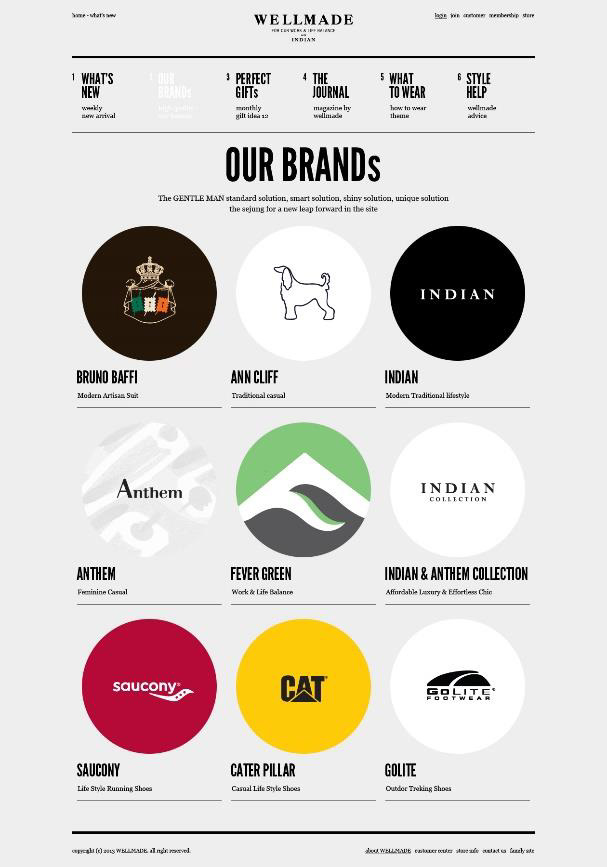 home - what's new
WELLMADE
FOR OUR WORK & LIFE BALANCE
INDIAN
login join customer membership store
1 WHAT'S
NEW
weekly
new arrival
2 OUR
BRANDs
3 PERFECT
GIFTs
monthly
gift idea 12
4 THE
JOURNAL
magazine by
wellmade
5 WHAT
TO WEAR
how to wear
theme
6 STYLE
HELP
wellmade
advice
OUR BRANDs
The GENTLE MAN standard solution, smart solution, shiny solution, unique solution
the sejung for a new leap forward in the site
INDIAN
BRUNO BAFFI
Modern Artisan Suit
ANN CLIFF
Traditional casual
INDIAN
Modern Traditional lifestyle
Anthem
INDIAN
COLLECTION
ANTHEM
Feminine Casual
FEVER GREEN
Work & Life Balance
INDIAN & ANTHEM COLLECTION
Affordable Luxury & Effortless Chic
saucony®
CAT®
GOLITE®
FOOTWEAR
SAUCONY
Life Style Running Shoes
CATER PILLAR
Casual Life Style Shoes
GOLITE
Outdor Treking Shoes
copyright (c) 2013 WELLMADE. all right reserved.
about WELLMADE customer center store info contact us family site